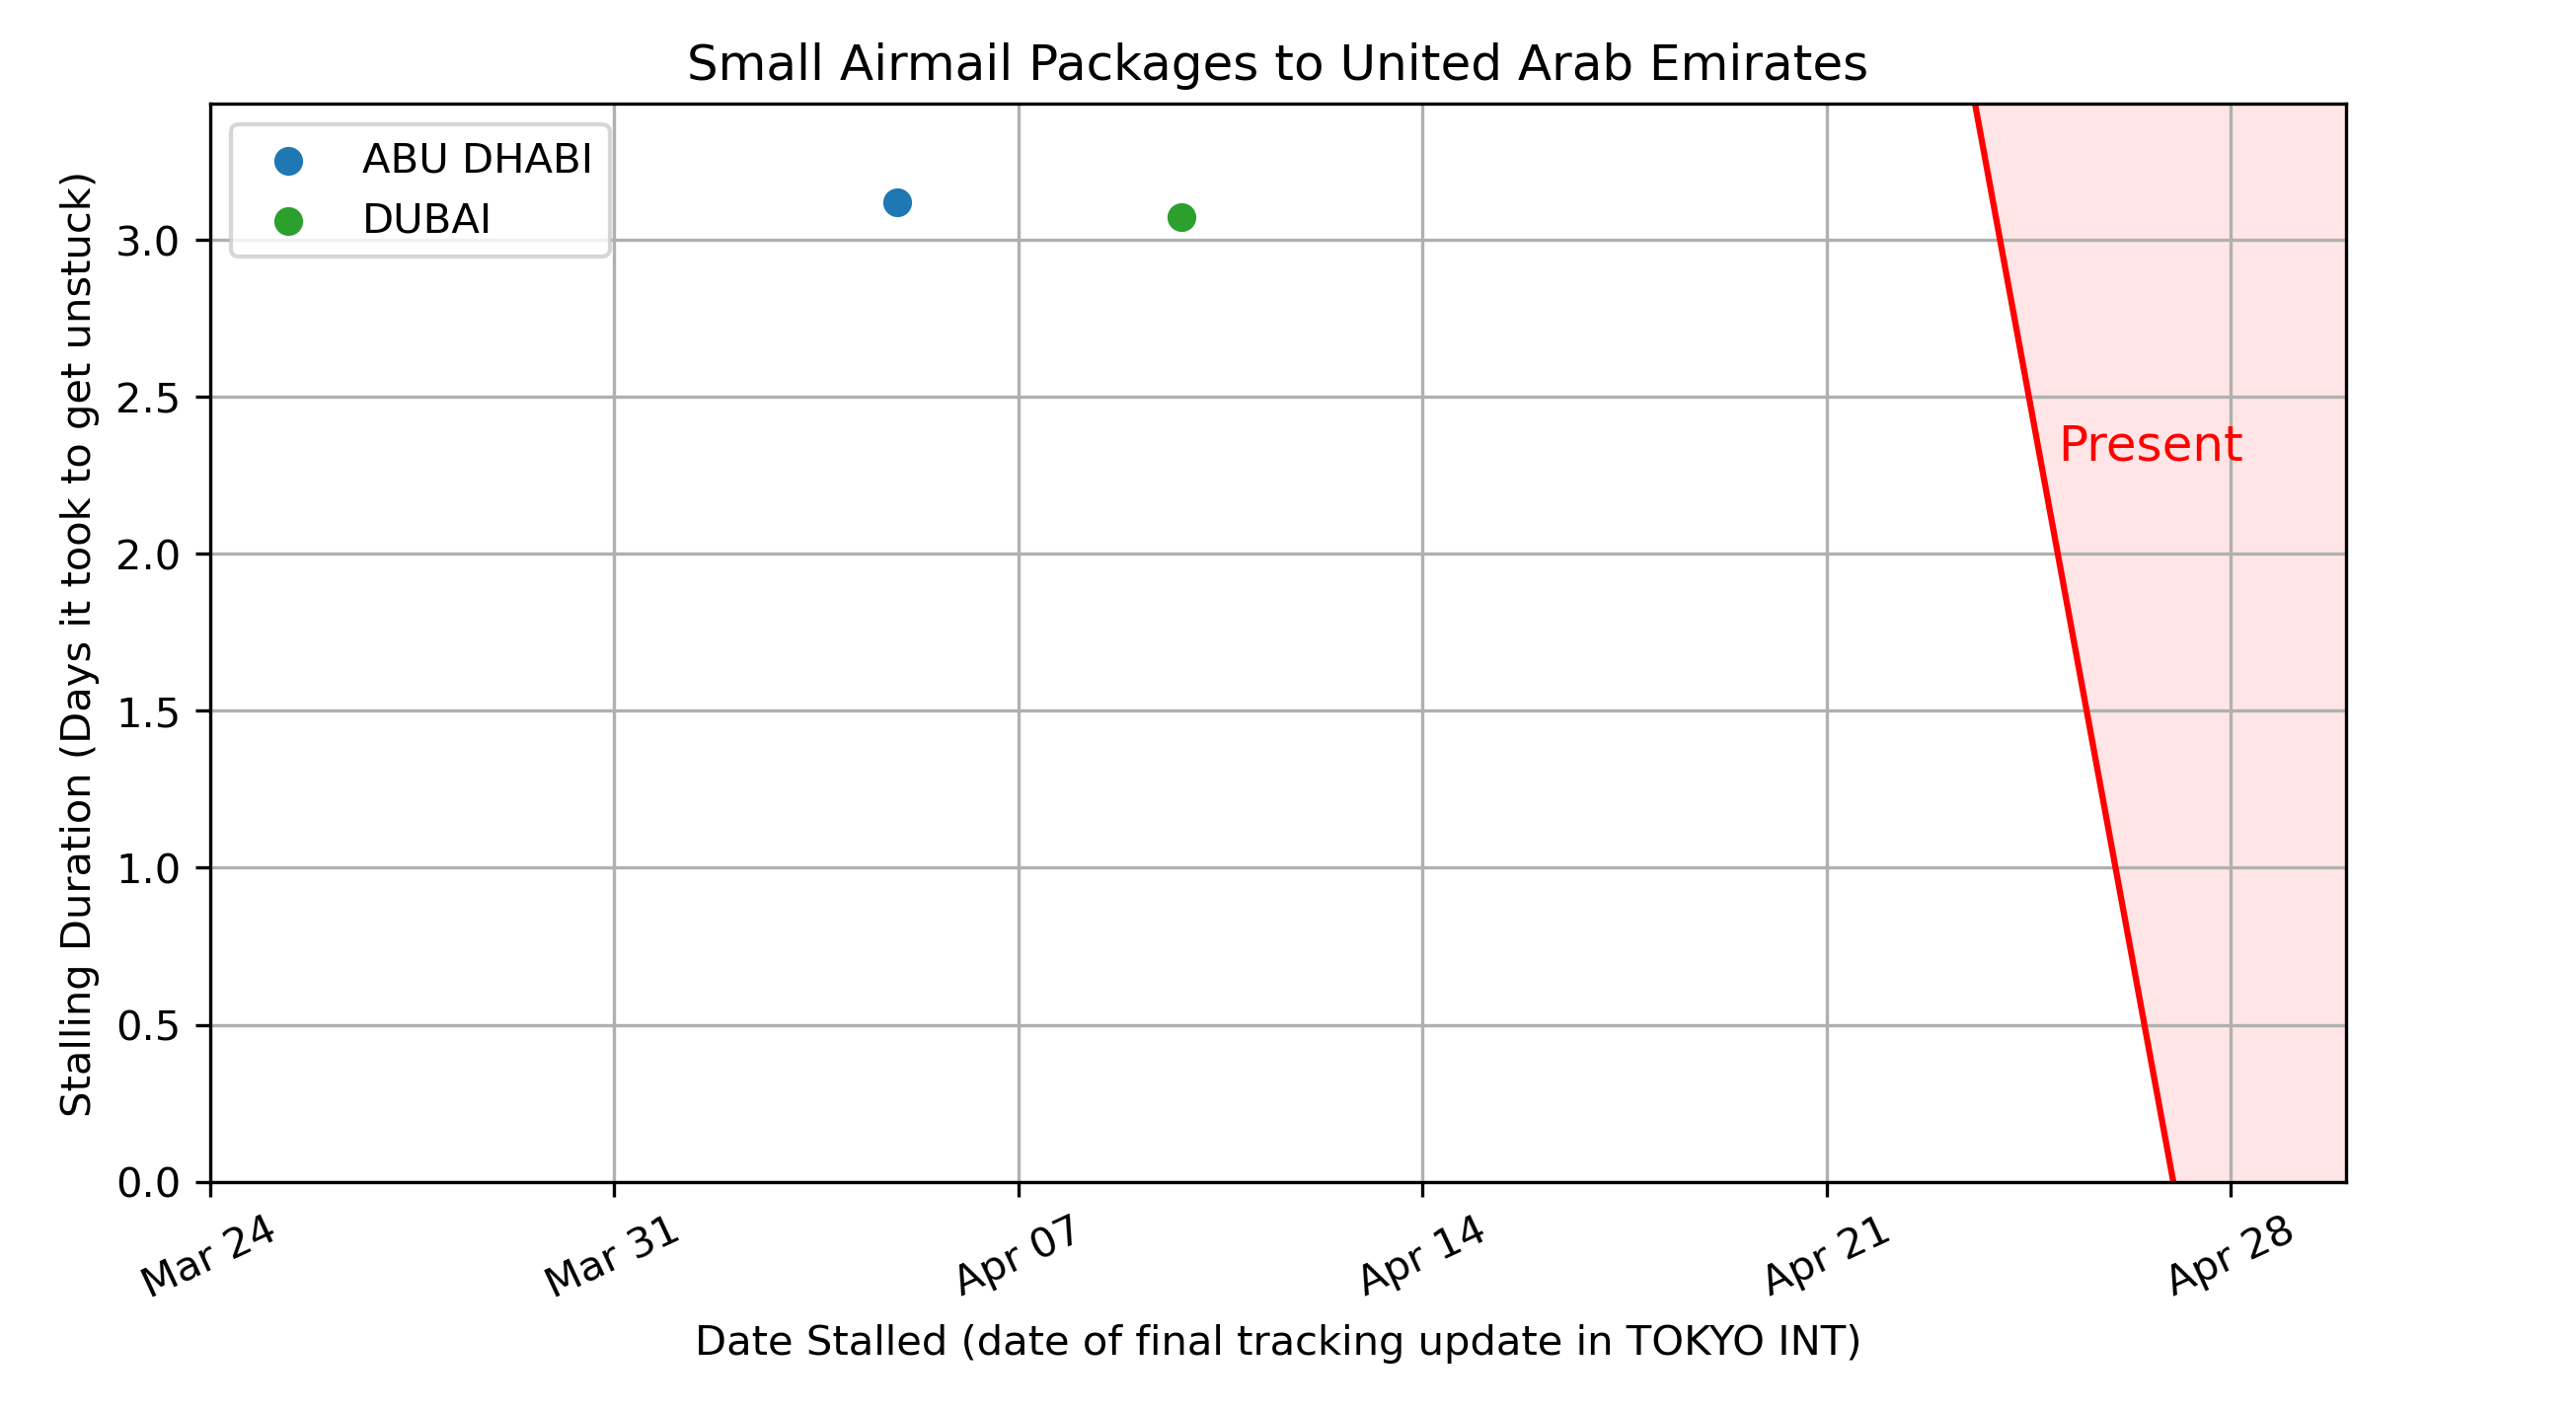 Small Airmail Packages to United Arab Emirates
ABU DHABI
DUBAI
Present
Stalling Duration (Days it took to get unstuck)
3.0
2.5
2.0
1.5
1.0
0.5
0.0
Mar 24
Mar 31
Apr 07
Apr 14
Apr 21
Apr 28
Date Stalled (date of final tracking update in TOKYO INT)